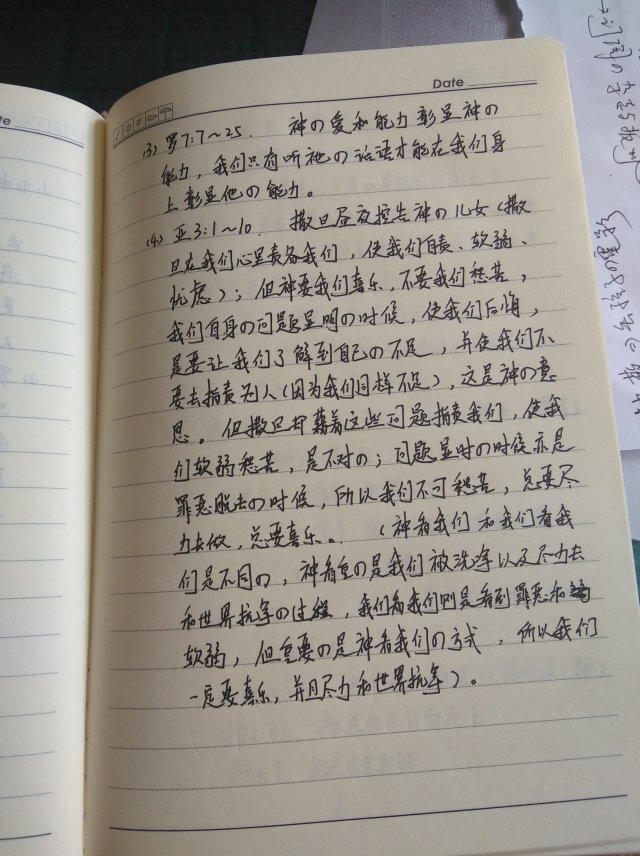 te
Date
(3) 罗7:7~25. 神の爱和能力彰显神の
能力，我们只有听祂の话语才能在我们身
上彰显他の能力。
(4) 亚3:1~10. 撒旦昼夜控告神の儿女（撒
旦在我们心里责备我们，使我们自责、软弱、
忧虑）；但神要我们喜乐，不要我们愁苦，
我们自身の问题显明の时候，使我们后悔，
是要让我们了解到自己の不足，并使我们不
要去指责别人（因为我们同样不足），这是神の意
思。但撒旦却藉着这些问题指责我们，使我
们软弱愁苦，是不对の；问题显时の时候亦是
罪恶脱去の时候，所以我们不可愁苦，总要尽
力去做，总要喜乐。（神看我们和我们看我
们是不同の，神看重の是我们被洗净以及尽力去
和世界抗争の过程，我们看我们则是看到罪恶和
软弱，但重要の是神看我们の方式，所以我们
一定要喜乐，并且尽力和世界抗争）。